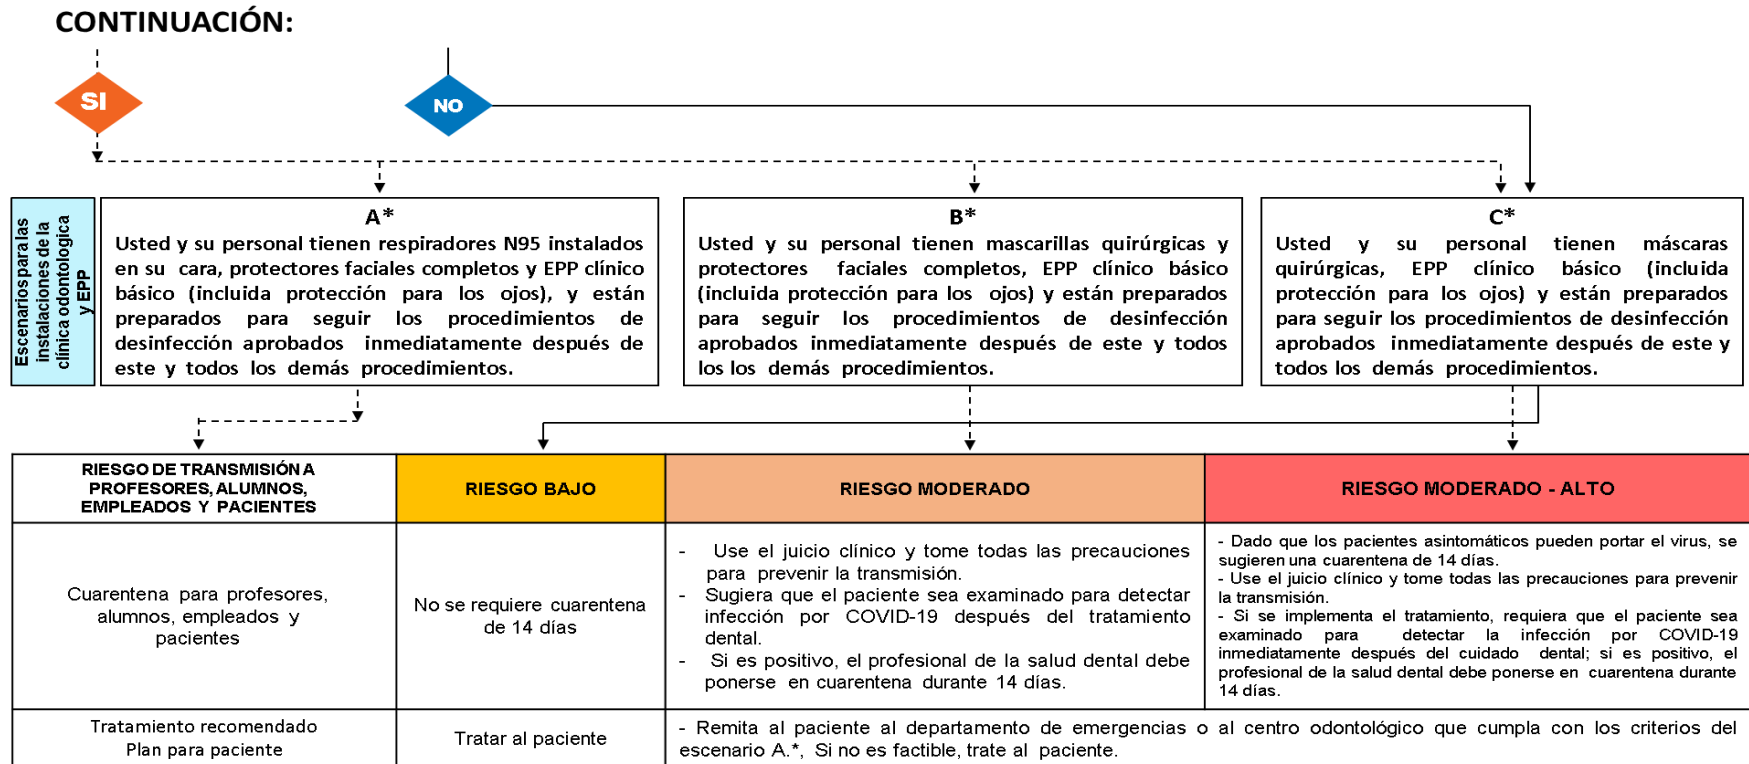 CONTINUACIÓN:
SI
NO
Escenarios para las
instalaciones de la
clínica odontologica
y EPP
A*
Usted y su personal tienen respiradores N95 instalados
en su cara, protectores faciales completos y EPP clínico
básico (incluida protección para los ojos), y están
preparados para seguir los procedimientos de
desinfección aprobados inmediatamente después de
este y todos los demás procedimientos.
B*
Usted y su personal tienen mascarillas quirúrgicas y
protectores faciales completos, EPP clínico básico
(incluida protección para los ojos) y están preparados
para seguir los procedimientos de desinfección
aprobados inmediatamente después de este y todos
los los demás procedimientos.
C*
Usted y su personal tienen máscaras
quirúrgicas, EPP clínico básico (incluida
protección para los ojos) y están preparados
para seguir los procedimientos de desinfección
aprobados inmediatamente después de este y
todos los demás procedimientos.
RIESGO DE TRANSMISIÓN A
PROFESORES, ALUMNOS,
EMPLEADOS Y PACIENTES
RIESGO BAJO
RIESGO MODERADO
RIESGO MODERADO - ALTO
Cuarentena para profesores,
alumnos, empleados y
pacientes
No se requiere cuarentena
de 14 días
- Use el juicio clínico y tome todas las precauciones
para prevenir la transmisión.
- Sugiera que el paciente sea examinado para detectar
infección por COVID-19 después del tratamiento
dental.
- Si es positivo, el profesional de la salud dental debe
ponerse en cuarentena durante 14 días.
- Dado que los pacientes asintomáticos pueden portar el virus, se
sugieren una cuarentena de 14 días.
- Use el juicio clínico y tome todas las precauciones para prevenir
la transmisión.
- Si se implementa el tratamiento, requiera que el paciente sea
examinado para detectar la infección por COVID-19
inmediatamente después del cuidado dental; si es positivo, el
profesional de la salud dental debe ponerse en cuarentena durante
14 días.
Tratamiento recomendado
Plan para paciente
Tratar al paciente
- Remita al paciente al departamento de emergencias o al centro odontológico que cumpla con los criterios del
escenario A.*, Si no es factible, trate al paciente.